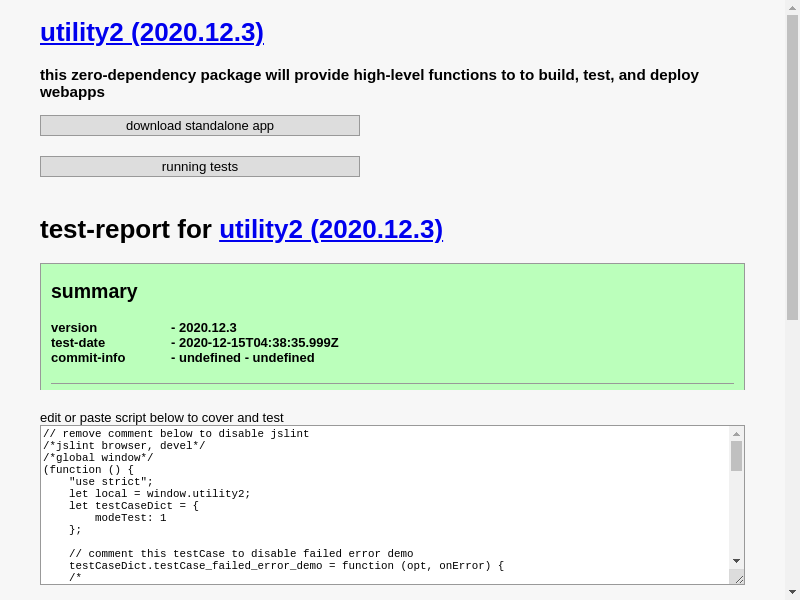 utility2 (2020.12.3)
this zero-dependency package will provide high-level functions to to build, test, and deploy
webapps
download standalone app
running tests
test-report for utility2 (2020.12.3)
summary
version - 2020.12.3
test-date - 2020-12-15T04:38:35.999Z
commit-info - undefined - undefined
edit or paste script below to cover and test
// remove comment below to disable jslint
/*jslint browser, devel*/
/*global window*/
(function () {
    "use strict";
    let local = window.utility2;
    let testCaseDict = {
        modeTest: 1
    };
    // comment this testCase to disable failed error demo
    testCaseDict.testCase_failed_error_demo = function (opt, onError) {
    /*